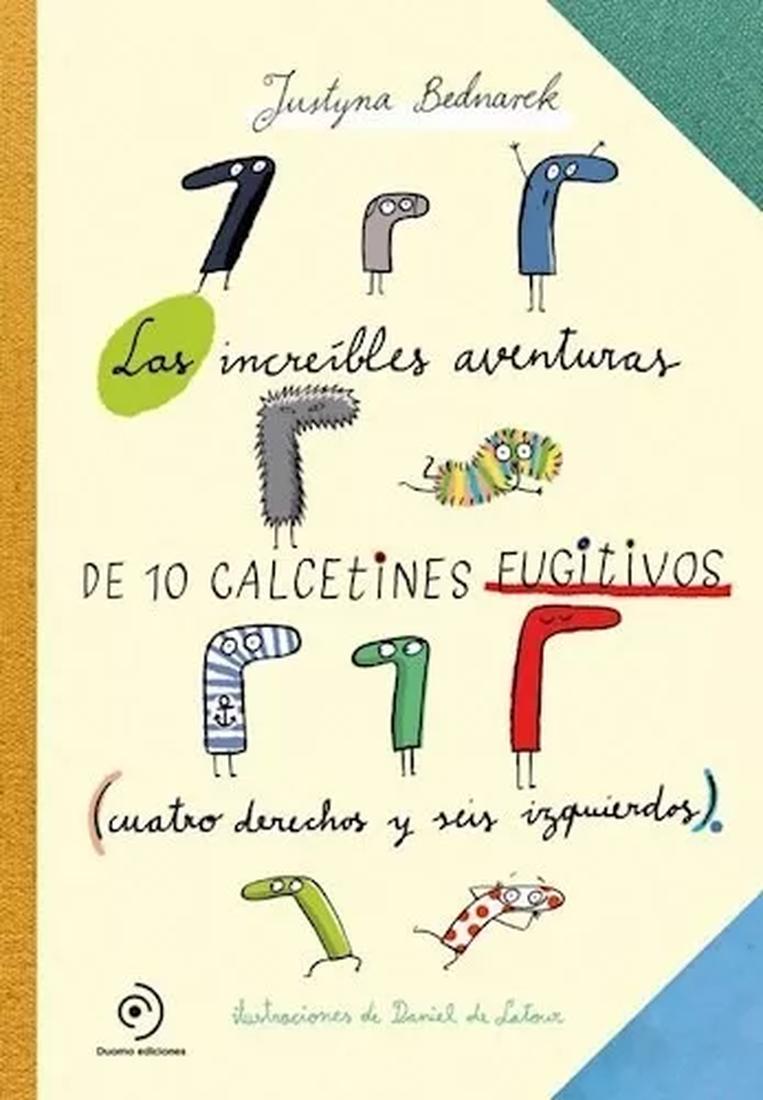 Justyna Bednarek
Las increíbles aventuras
DE 10 CALCETiNES FUGitiVOS
(cuatro derechos y seis izquierdos).
ilustraciones de Daniel de Latour
Duomo ediciones